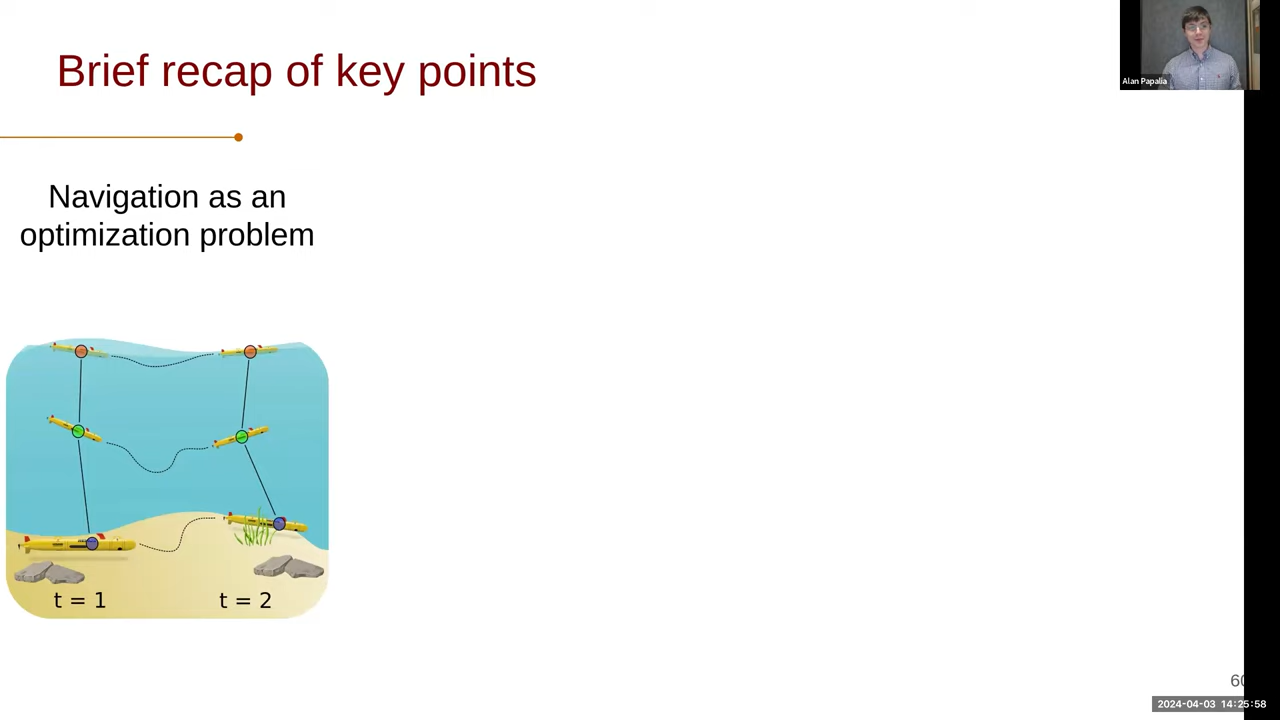 Brief recap of key points
Alan Papalia
Navigation as an
optimization problem
t = 1
t = 2
60
2024-04-03 14:25:58